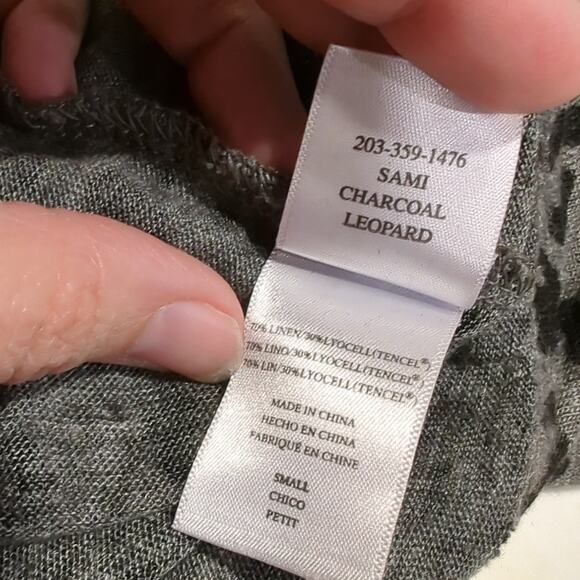 203-359-1476
SAMI
CHARCOAL
LEOPARD
70% LINEN/30% LYOCELL(TENCEL®)
70% LINO/30% LYOCELL(TENCEL®)
70% LIN/30% LYOCELL(TENCEL®)
MADE IN CHINA
HECHO EN CHINA
FABRIQUÉ EN CHINE
SMALL
CHICO
PETIT